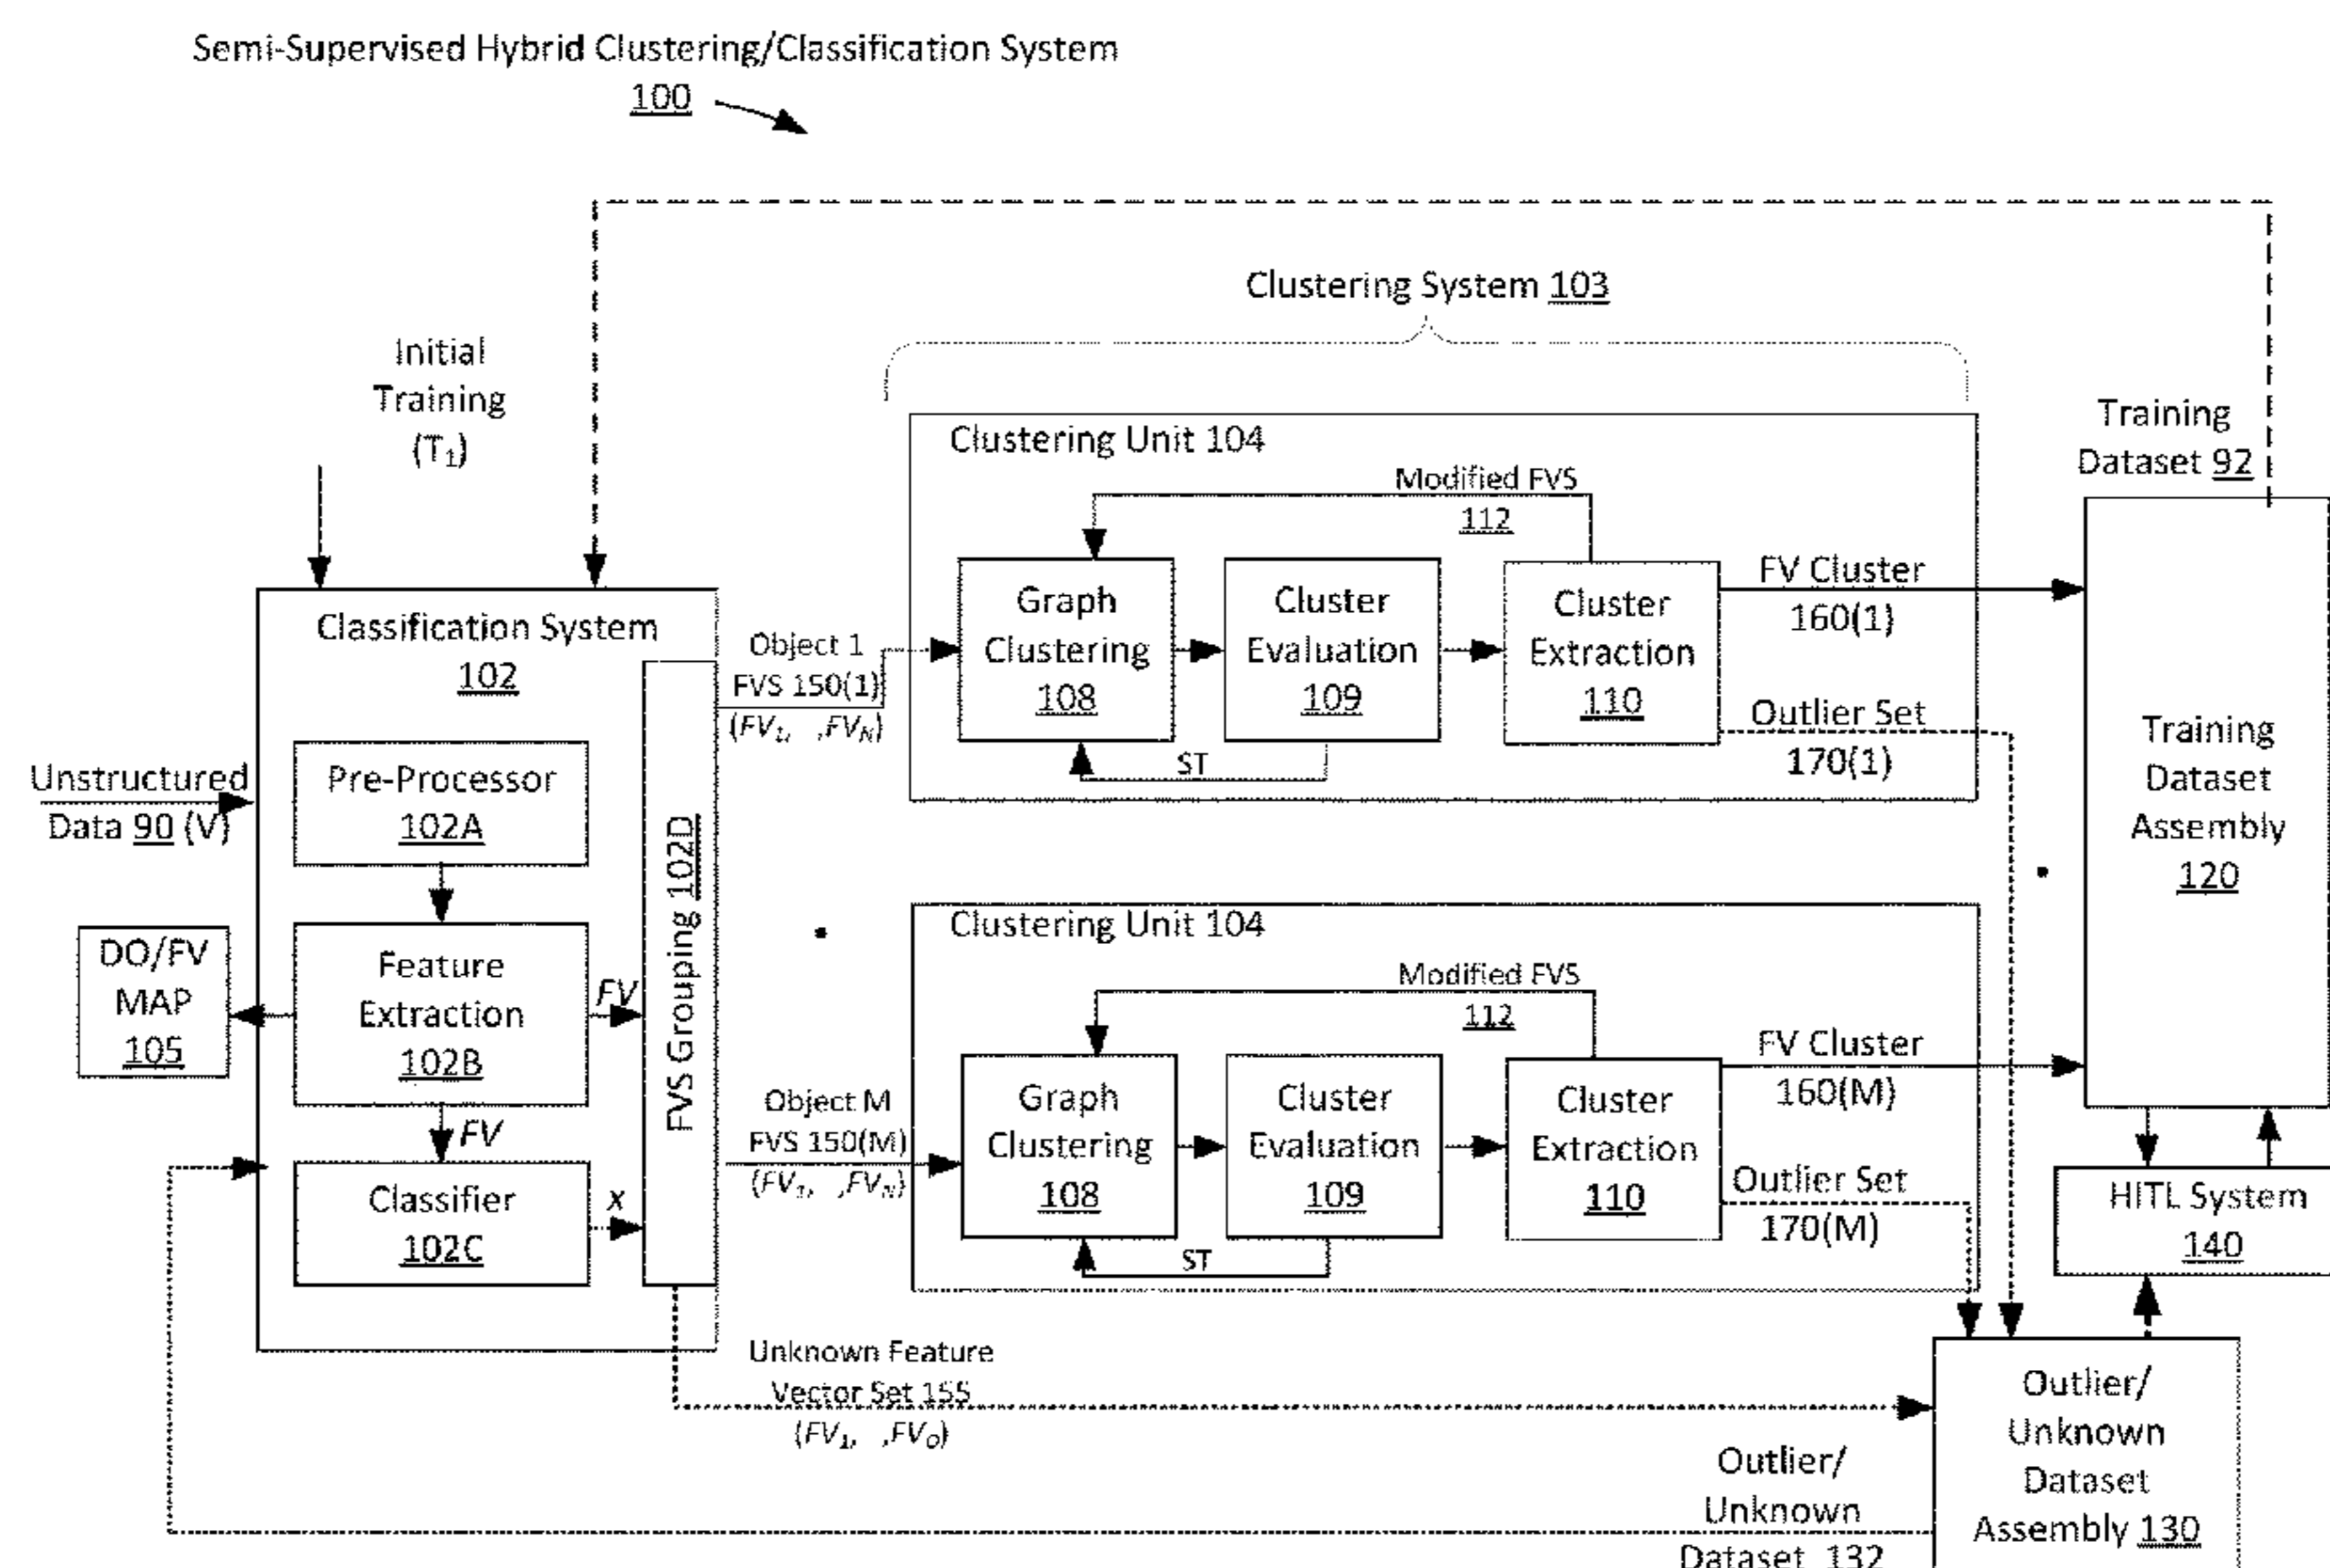 Semi-Supervised Hybrid Clustering/Classification System
100
Clustering System 103
Initial
Training
(T1)
Training
Dataset 92
Classification System
102
Pre-Processor
102A
Unstructured
Data 90 (V)
DO/FV
MAP
105
Feature
Extraction
102B
FV
FV
Classifier
102C
x
FVS Grouping 102D
Object 1
FVS 150(1)
(FV1, ,FVN)
Clustering Unit 104
Modified FVS
112
Graph
Clustering
108
Cluster
Evaluation
109
Cluster
Extraction
110
ST
FV Cluster
160(1)
Outlier Set
170(1)
Training
Dataset
Assembly
120
Object M
FVS 150(M)
(FV1, ,FVN)
Clustering Unit 104
Modified FVS
112
Graph
Clustering
108
Cluster
Evaluation
109
Cluster
Extraction
110
ST
FV Cluster
160(M)
Outlier Set
170(M)
HITL System
140
Unknown Feature
Vector Set 155
(FV1, ,FVO)
Outlier/
Unknown
Dataset
Assembly 130
Outlier/
Unknown
Dataset 132